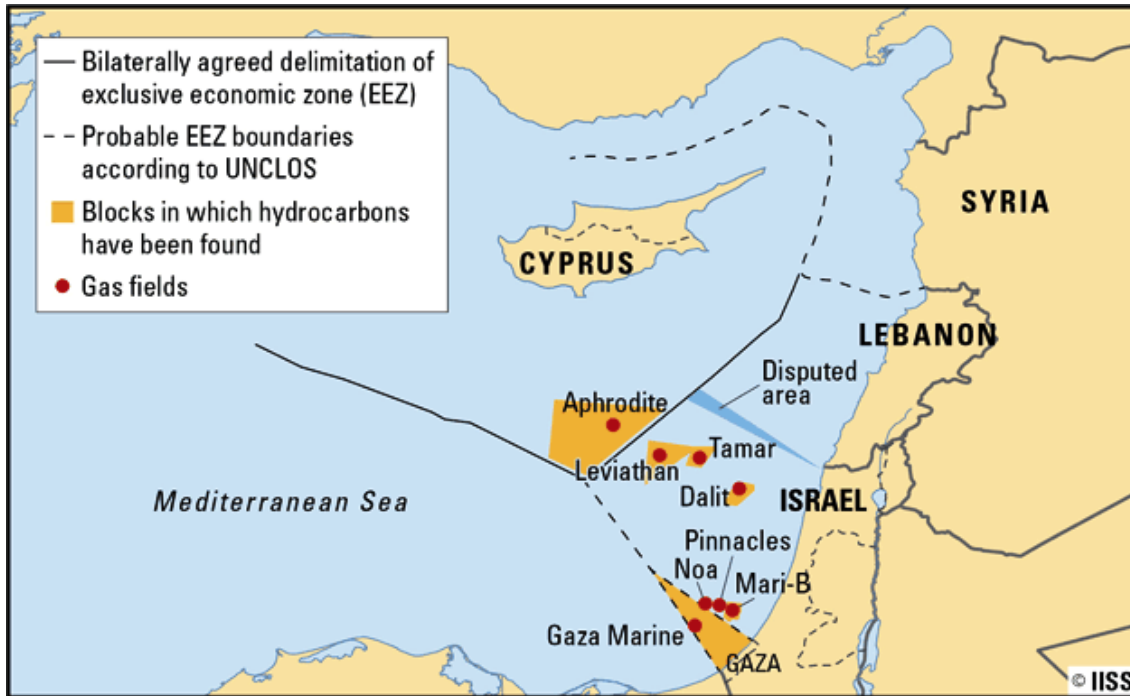 Bilaterally agreed delimitation of
exclusive economic zone (EEZ)
Probable EEZ boundaries
according to UNCLOS
Blocks in which hydrocarbons
have been found
Gas fields
SYRIA
CYPRUS
LEBANON
Disputed
area
Aphrodite
Tamar
Leviathan
Dalit
ISRAEL
Mediterranean Sea
Pinnacles
Noa
Mari-B
Gaza Marine
GAZA
© IISS